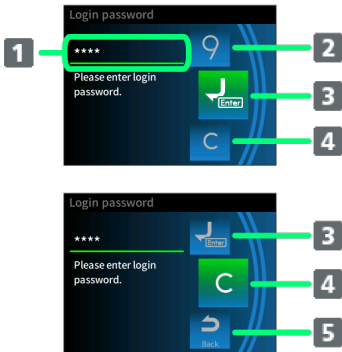 Login password
1
****
9
2
Please enter login
password.
Enter
3
C
4
Login password
****
Enter
3
Please enter login
password.
C
4
Back
5